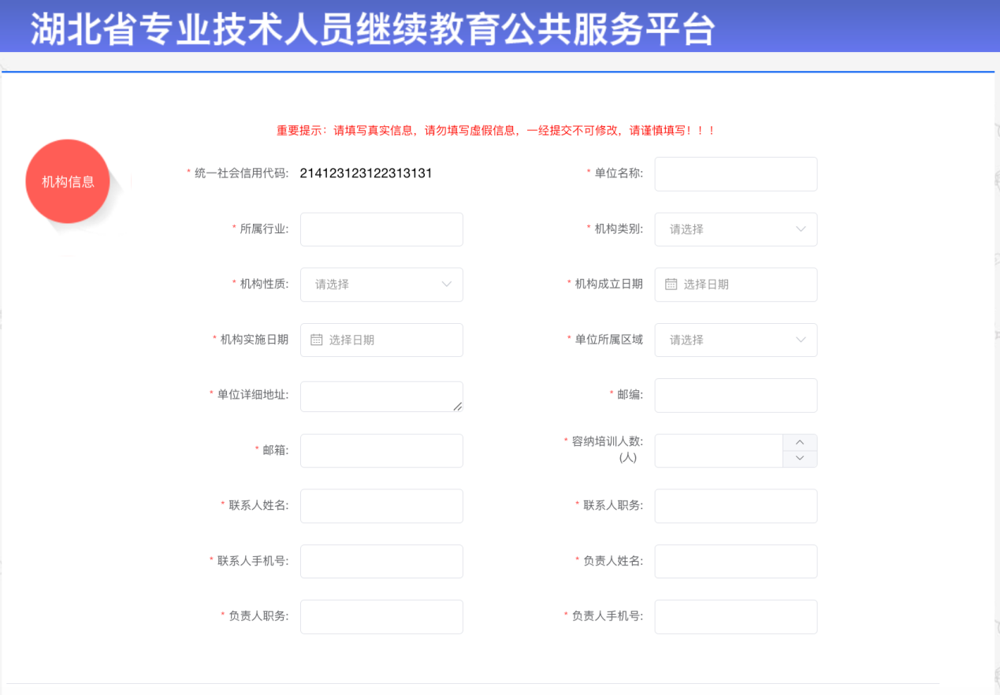 湖北省专业技术人员继续教育公共服务平台
重要提示：请填写真实信息，请勿填写虚假信息，一经提交不可修改，请谨慎填写！！！
机构信息
* 统一社会信用代码: 214123123122313131 * 单位名称:
* 所属行业: * 机构类别: 请选择
* 机构性质: 请选择 * 机构成立日期 选择日期
* 机构实施日期 选择日期 * 单位所属区域 请选择
* 单位详细地址: * 邮编:
* 邮箱: * 容纳培训人数:
(人)
* 联系人姓名: * 联系人职务:
* 联系人手机号: * 负责人姓名:
* 负责人职务: * 负责人手机号: